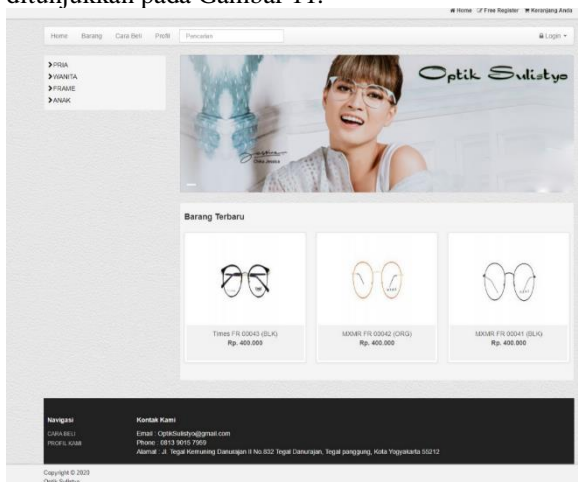 ditunjukkan pada Gambar 11.
Home Free Register Keranjang Anda
Home Barang Cara Beli Profil Pencarian Login
PRIA
WANITA
FRAME
ANAK
Optik Sulistyo
Barang Terbaru
Times FR 00043 (BLK)
Rp. 400.000
MXMR FR 00042 (ORG)
Rp. 400.000
MXMR FR 00041 (BLK)
Rp. 400.000
Navigasi
CARA BELI
PROFIL KAMI
Kontak Kami
Email : OptikSulistyo@gmail.com
Phone : 0813 9015 7969
Alamat : Jl. Tegal Kemuning Danurajan II No.832 Tegal Danurajan, Tegal panggung, Kota Yogyakarta 55212
Copyright © 2020
Optik Sulistyo